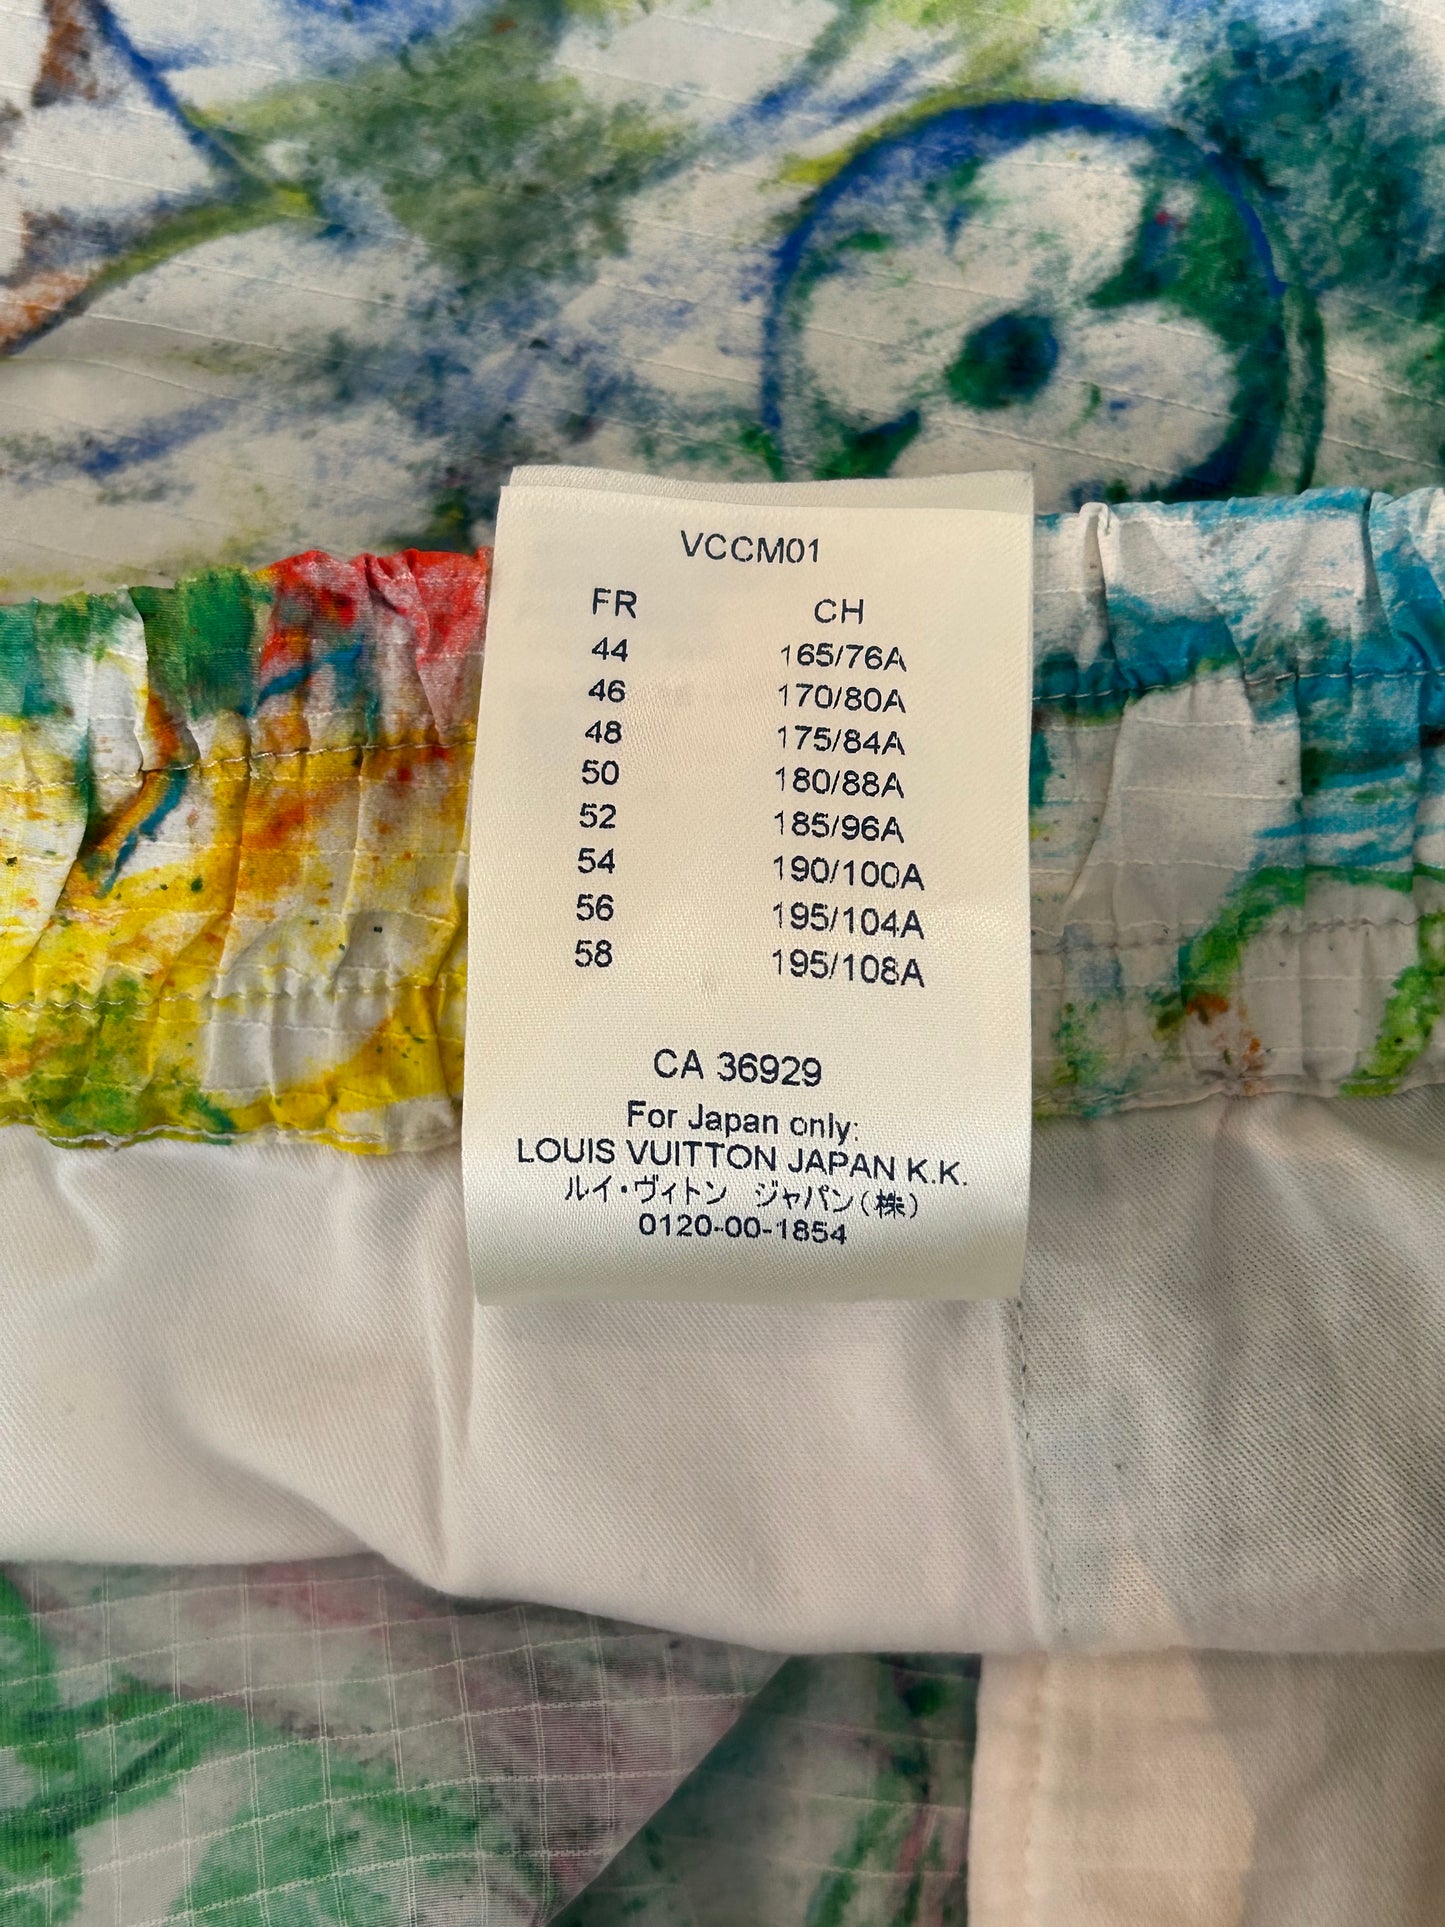 VCCM01
FR CH
44 165/76A
46 170/80A
48 175/84A
50 180/88A
52 185/96A
54 190/100A
56 195/104A
58 195/108A
CA 36929
For Japan only:
LOUIS VUITTON JAPAN K.K.
ルイ・ヴィトン ジャパン(株)
0120-00-1854